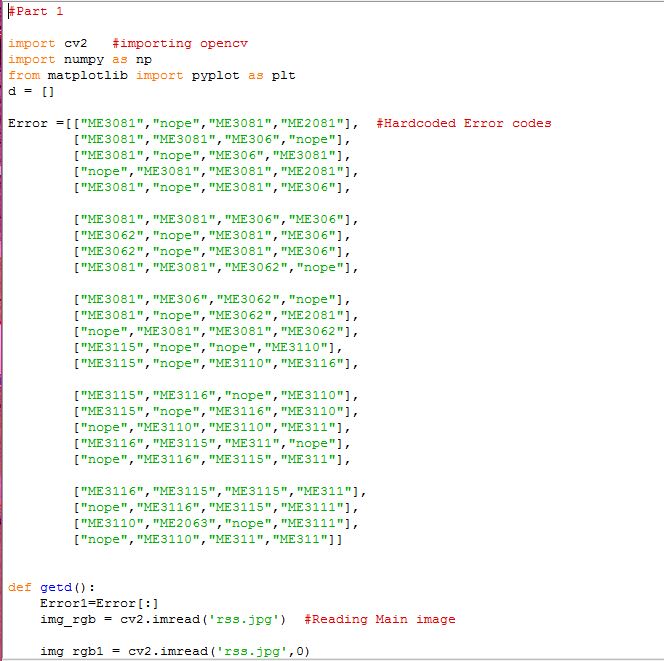 #Part 1
import cv2   #importing opencv
import numpy as np
from matplotlib import pyplot as plt
d = []
Error =[["ME3081","nope","ME3081","ME2081"],  #Hardcoded Error codes
["ME3081","ME3081","ME306","nope"],
["ME3081","nope","ME306","ME3081"],
["nope","ME3081","ME3081","ME2081"],
["ME3081","nope","ME3081","ME306"],
["ME3081","ME3081","ME306","ME306"],
["ME3062","nope","ME3081","ME306"],
["ME3062","nope","ME3081","ME306"],
["ME3081","ME3081","ME3062","nope"],
["ME3081","ME306","ME3062","nope"],
["ME3081","nope","ME3062","ME2081"],
["nope","ME3081","ME3081","ME3062"],
["ME3115","nope","nope","ME3110"],
["ME3115","nope","ME3110","ME3116"],
["ME3115","ME3116","nope","ME3110"],
["ME3115","nope","ME3116","ME3110"],
["nope","ME3110","ME3110","ME311"],
["ME3116","ME3115","ME311","nope"],
["nope","ME3116","ME3115","ME311"],
["ME3116","ME3115","ME3115","ME311"],
["nope","ME3116","ME3115","ME3111"],
["ME3110","ME2063","nope","ME3111"],
["nope","ME3110","ME311","ME311"]]
def getd():
Error1=Error[:]
img_rgb = cv2.imread('rss.jpg')  #Reading Main image
img_rgb1 = cv2.imread('rss.jpg',0)